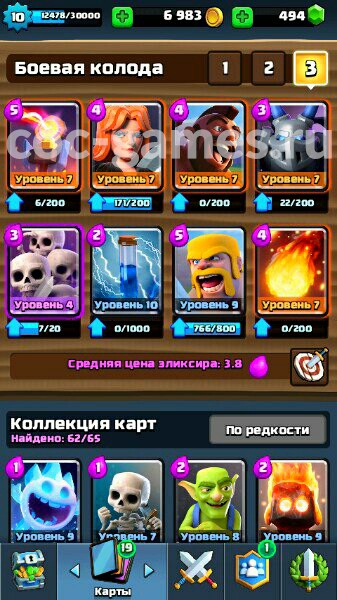 10 12478/30000 6 983 494
Боевая колода 1 2 3
5 4 4 3
coc-games.ru
Уровень 7 Уровень 7 Уровень 7 Уровень 7
6/200 171/200 0/200 22/200
3 2 5 4
Уровень 4 Уровень 10 Уровень 9 Уровень 7
7/20 0/1000 766/800 0/200
Средняя цена эликсира: 3.8
Коллекция карт
Найдено: 62/65
По редкости
1 1 2 2
Уровень 9 Уровень 9 Уровень 8 Уровень 9
19 1
Карты